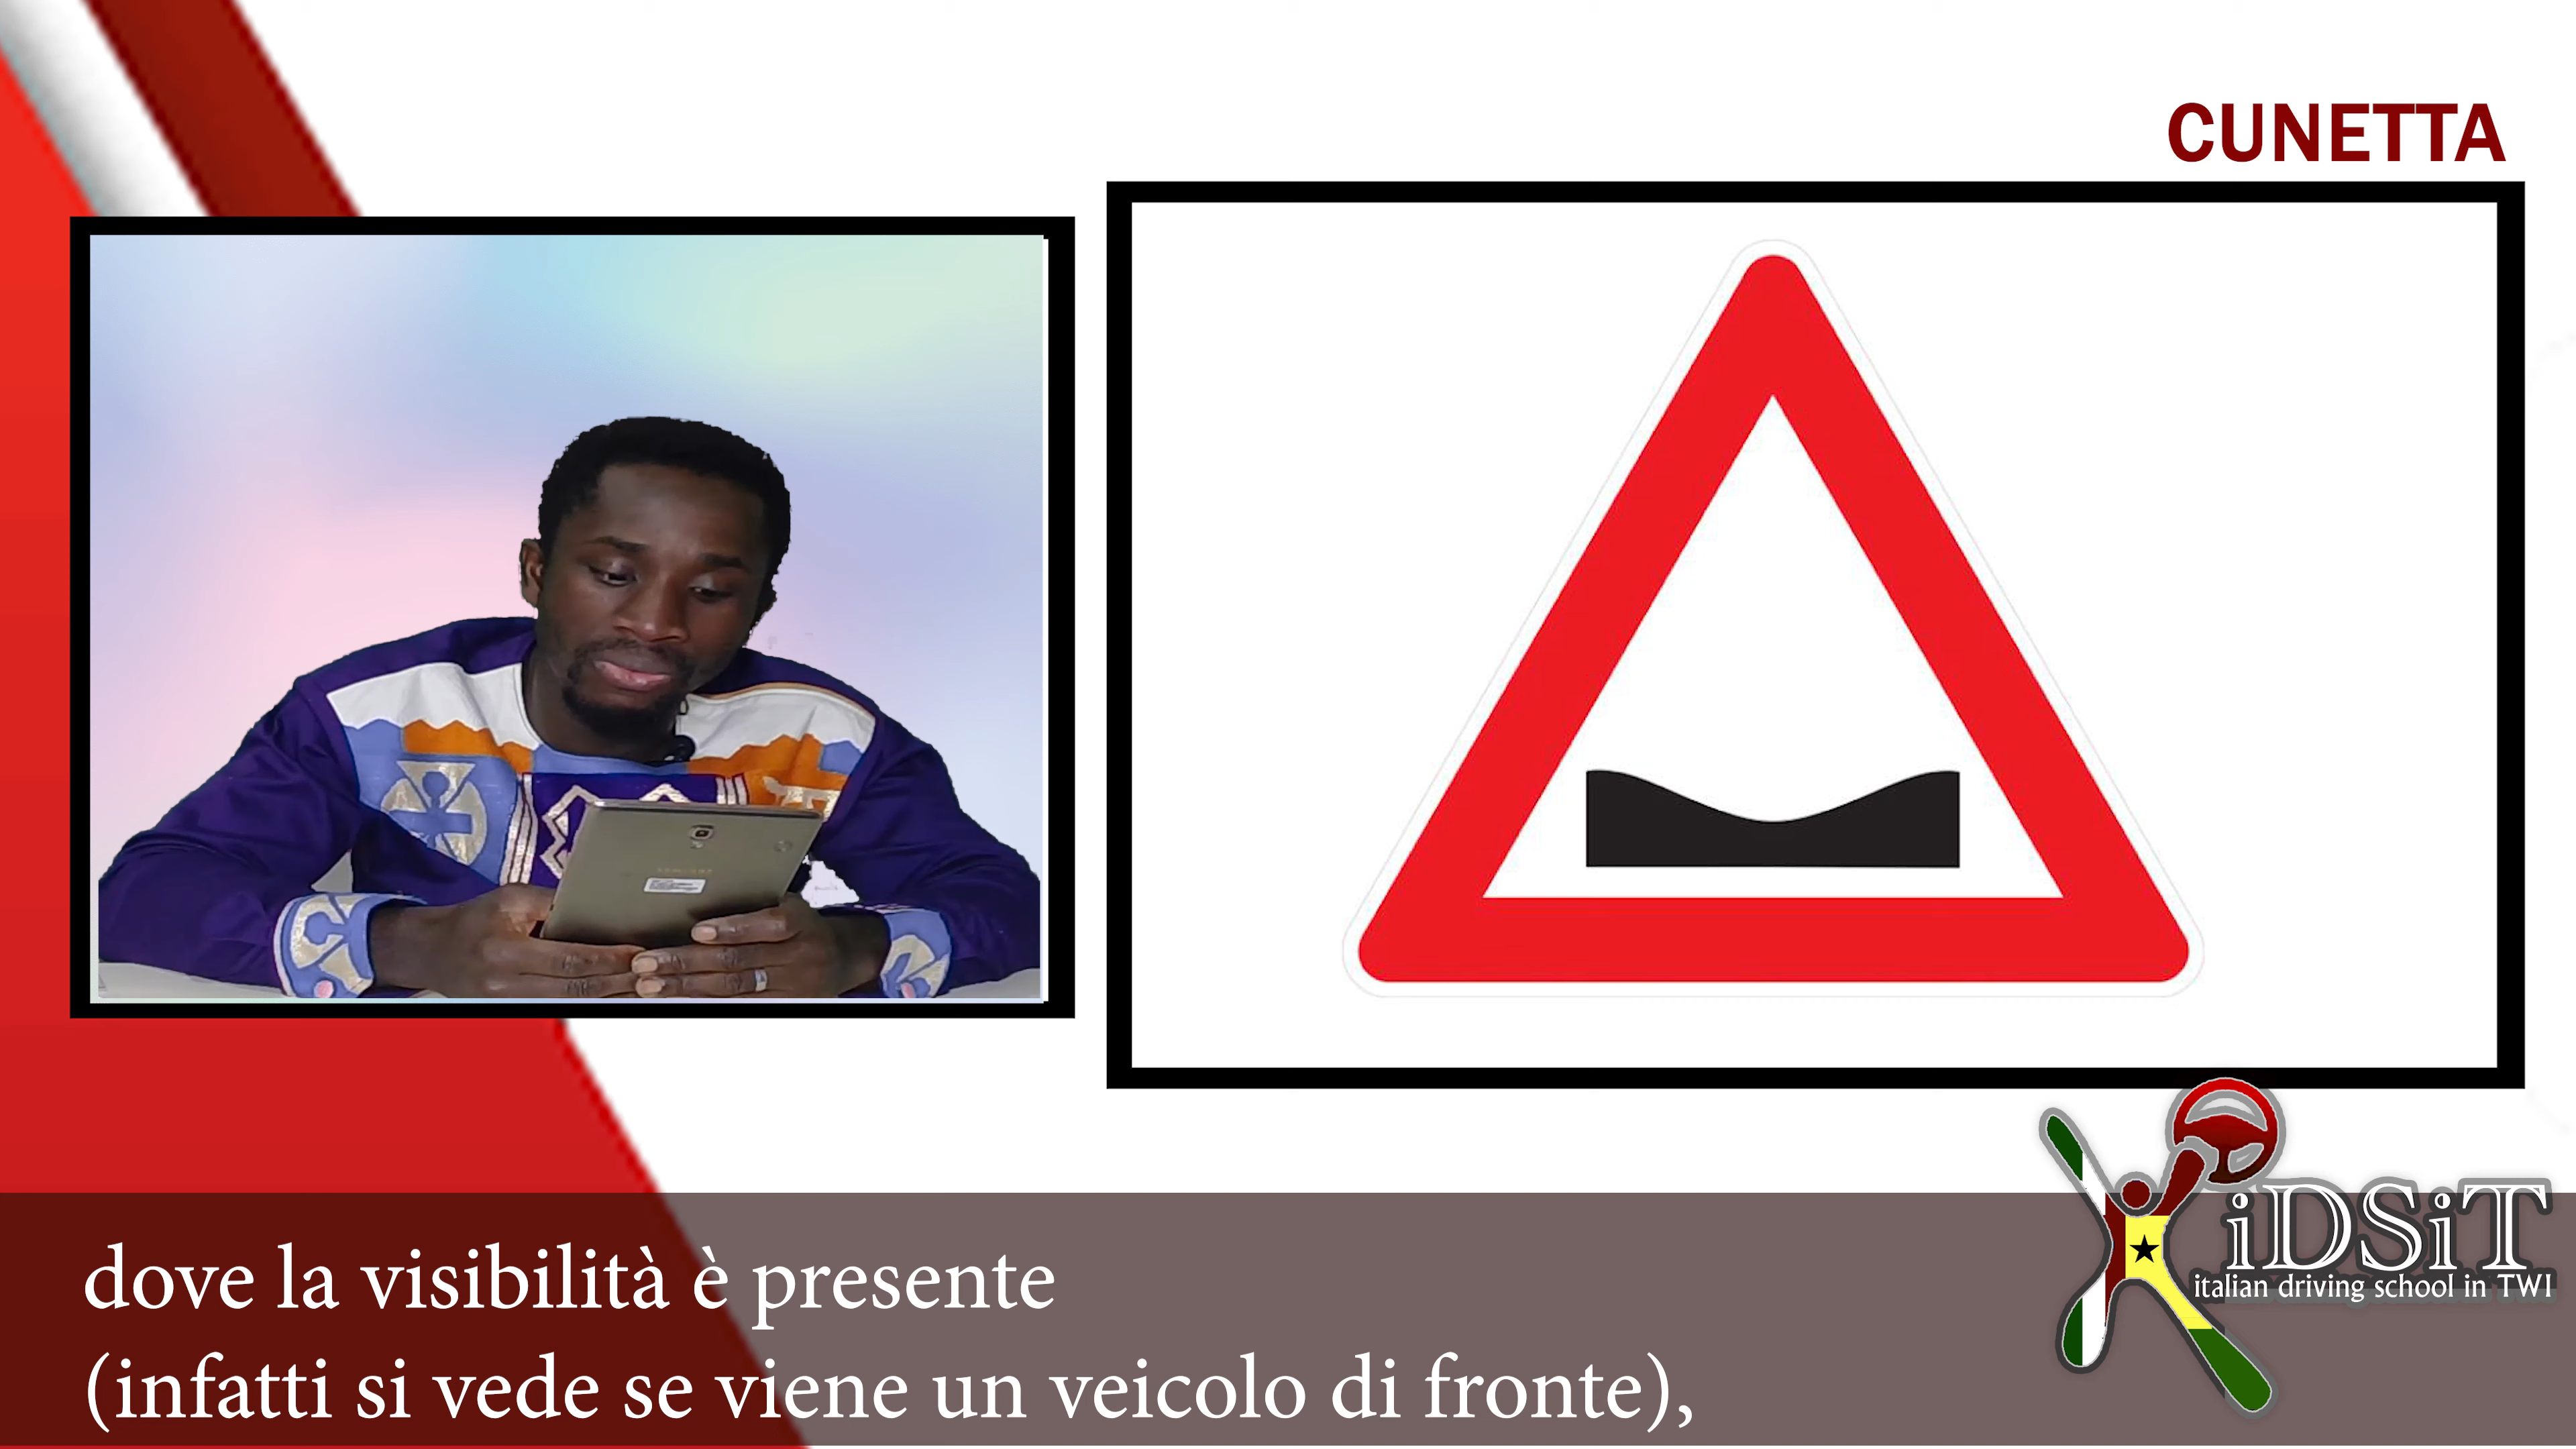 CUNETTA
dove la visibilità è presente
(infatti si vede se viene un veicolo di fronte),
iDSiT
italian driving school in TWI